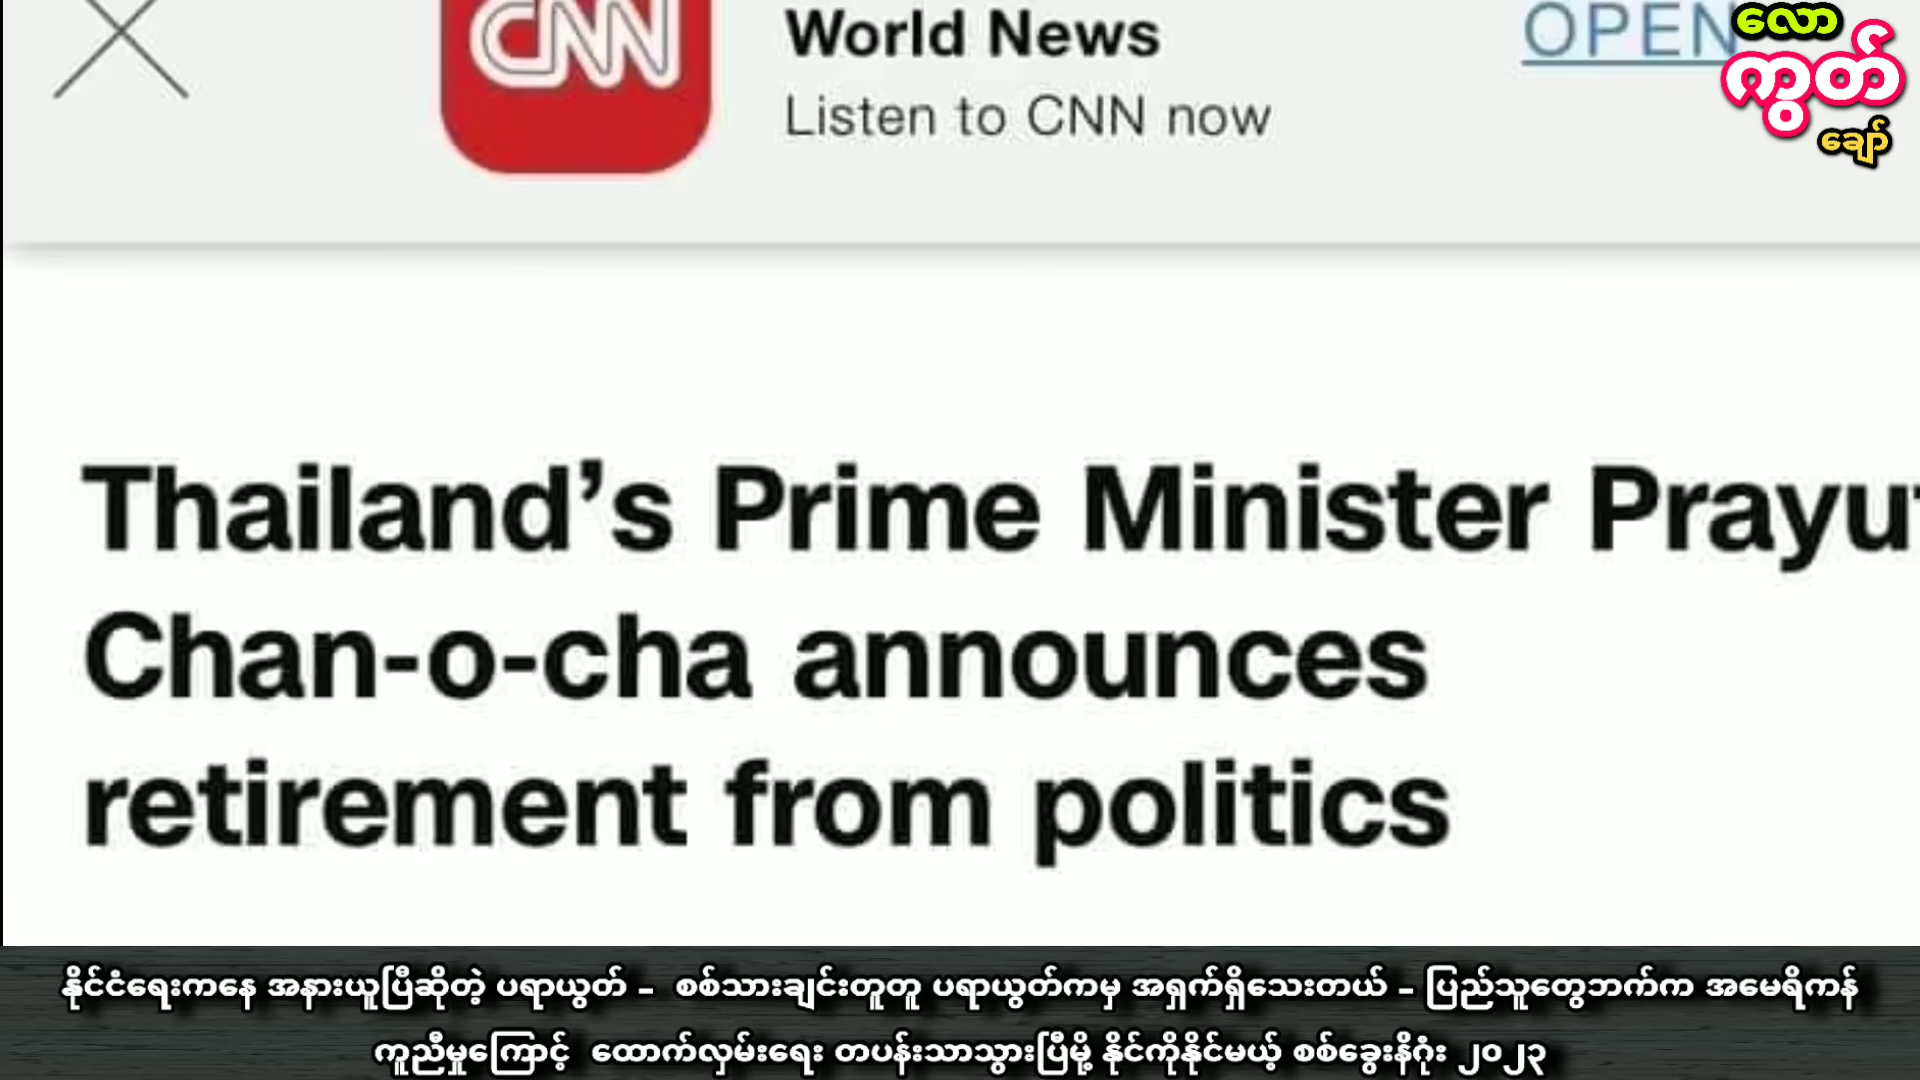 CNN
World News
Listen to CNN now
OPEN
လော
ကွတ်
ချော်
Thailand’s Prime Minister Prayut
Chan-o-cha announces
retirement from politics
နိုင်ငံရေးကနေ အနားယူပြီဆိုတဲ့ ပရာယွတ် - စစ်သားချင်းတူတူ ပရာယွတ်ကမှ အရှက်ရှိသေးတယ် - ပြည်သူတွေဘက်က အမေရိကန်
ကူညီမှုကြောင့် ထောက်လှမ်းရေး တပန်းသာသွားပြီမို့ နိုင်ကိုနိုင်မယ့် စစ်ခွေးနိဂုံး ၂၀၂၃